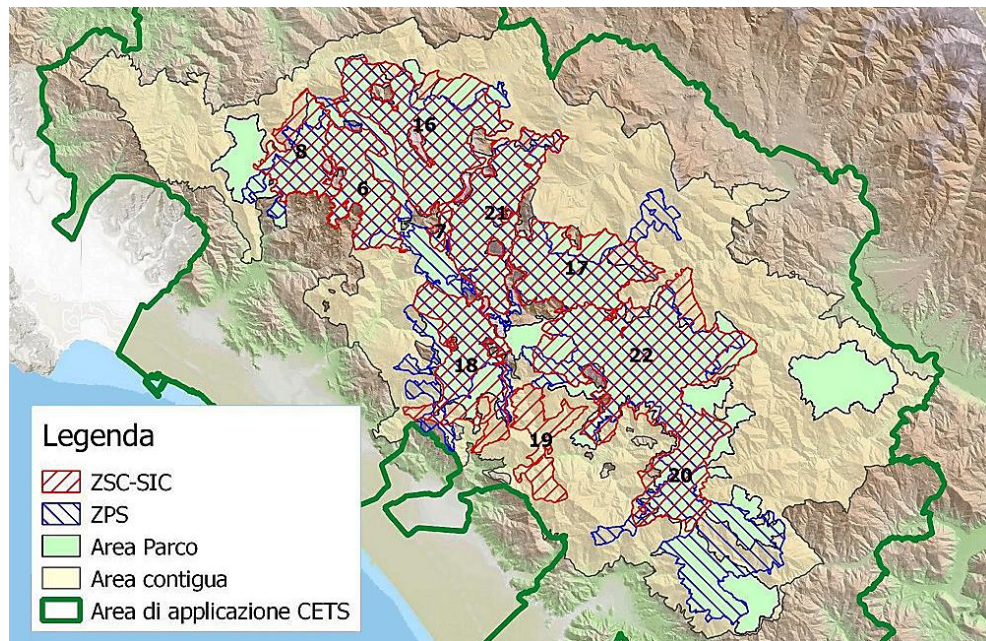 16
8
6
21
7
17
22
18
19
20
Legenda
ZSC-SIC
ZPS
Area Parco
Area contigua
Area di applicazione CETS